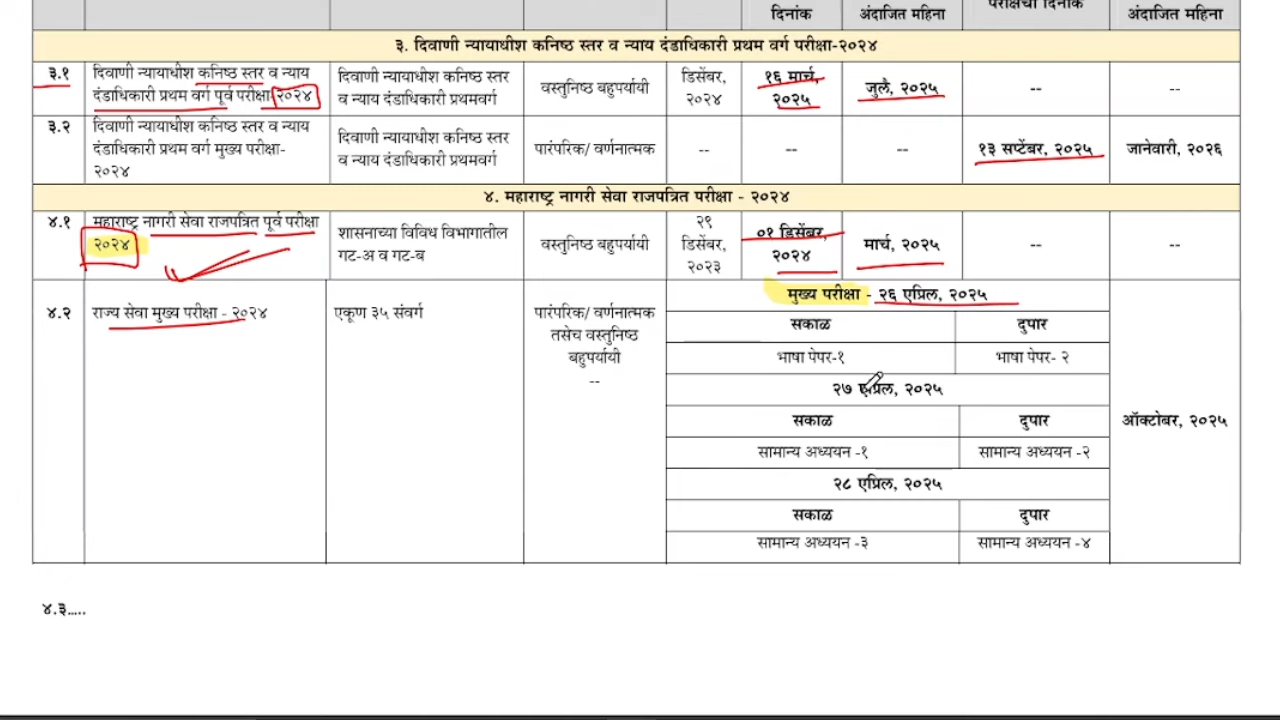 दिनांक
अंदाजित महिना
परीक्षेचा दिनांक
अंदाजित महिना
३. दिवाणी न्यायाधीश कनिष्ठ स्तर व न्याय दंडाधिकारी प्रथम वर्ग परीक्षा-२०२४
३.१
दिवाणी न्यायाधीश कनिष्ठ स्तर व न्याय
दंडाधिकारी प्रथम वर्ग पूर्व परीक्षा-२०२४
दिवाणी न्यायाधीश कनिष्ठ स्तर
व न्याय दंडाधिकारी प्रथमवर्ग
वस्तुनिष्ठ बहुपर्यायी
डिसेंबर,
२०२४
१६ मार्च,
२०२५
जुलै, २०२५
--
--
३.२
दिवाणी न्यायाधीश कनिष्ठ स्तर व न्याय
दंडाधिकारी प्रथम वर्ग मुख्य परीक्षा-
२०२४
दिवाणी न्यायाधीश कनिष्ठ स्तर
व न्याय दंडाधिकारी प्रथमवर्ग
पारंपरिक/ वर्णनात्मक
--
--
--
१३ सप्टेंबर, २०२५
जानेवारी, २०२६
४. महाराष्ट्र नागरी सेवा राजपत्रित परीक्षा - २०२४
४.१
महाराष्ट्र नागरी सेवा राजपत्रित पूर्व परीक्षा
२०२४
शासनाच्या विविध विभागातील
गट-अ व गट-ब
वस्तुनिष्ठ बहुपर्यायी
२९
डिसेंबर,
२०२३
०१ डिसेंबर,
२०२४
मार्च, २०२५
--
--
४.२
राज्य सेवा मुख्य परीक्षा - २०२४
एकूण ३५ संवर्ग
पारंपरिक/ वर्णनात्मक
तसेच वस्तुनिष्ठ
बहुपर्यायी
--
मुख्य परीक्षा - २६ एप्रिल, २०२५
सकाळ
दुपार
भाषा पेपर-१
भाषा पेपर- २
२७ एप्रिल, २०२५
सकाळ
दुपार
सामान्य अध्ययन -१
सामान्य अध्ययन -२
२८ एप्रिल, २०२५
सकाळ
दुपार
सामान्य अध्ययन -३
सामान्य अध्ययन -४
ऑक्टोबर, २०२५
४.३.....